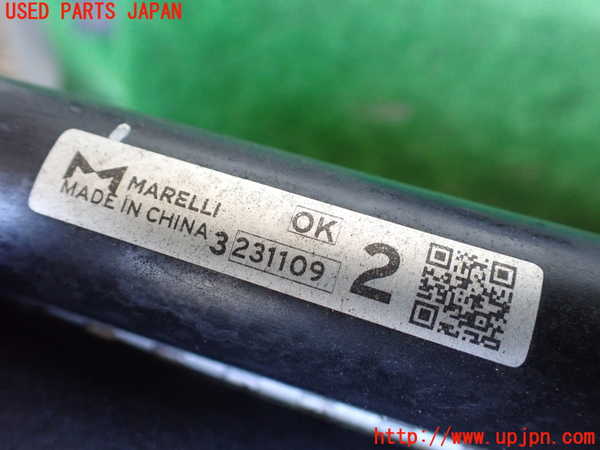 USED PARTS JAPAN
MARELLI
MADE IN CHINA
OK
3 231109
2
http://www.upjpn.com/